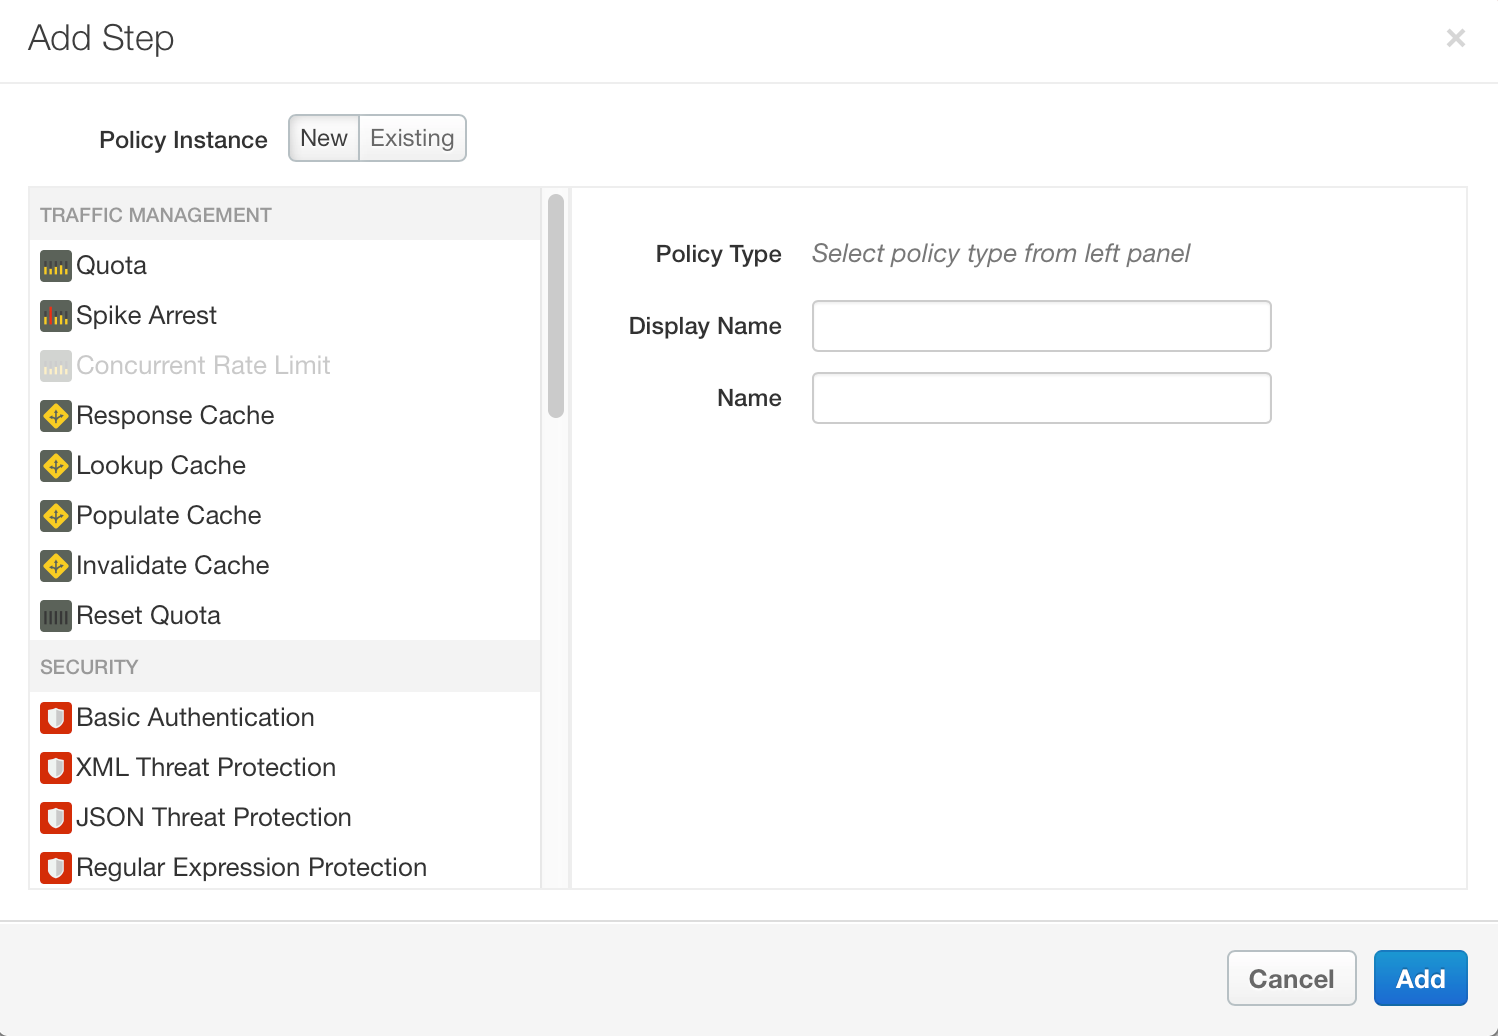 Add Step
×
Policy Instance New Existing
TRAFFIC MANAGEMENT
Quota
Spike Arrest
Concurrent Rate Limit
Response Cache
Lookup Cache
Populate Cache
Invalidate Cache
Reset Quota
SECURITY
Basic Authentication
XML Threat Protection
JSON Threat Protection
Regular Expression Protection
Policy Type Select policy type from left panel
Display Name
Name
Cancel Add